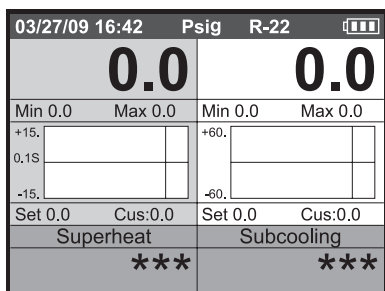 03/27/09 16:42 Psig R-22
0.0 0.0
Min 0.0 Max 0.0 Min 0.0 Max 0.0
+15. +60.
0.1S
-15. -60.
Set 0.0 Cus:0.0 Set 0.0 Cus:0.0
Superheat Subcooling
*** ***